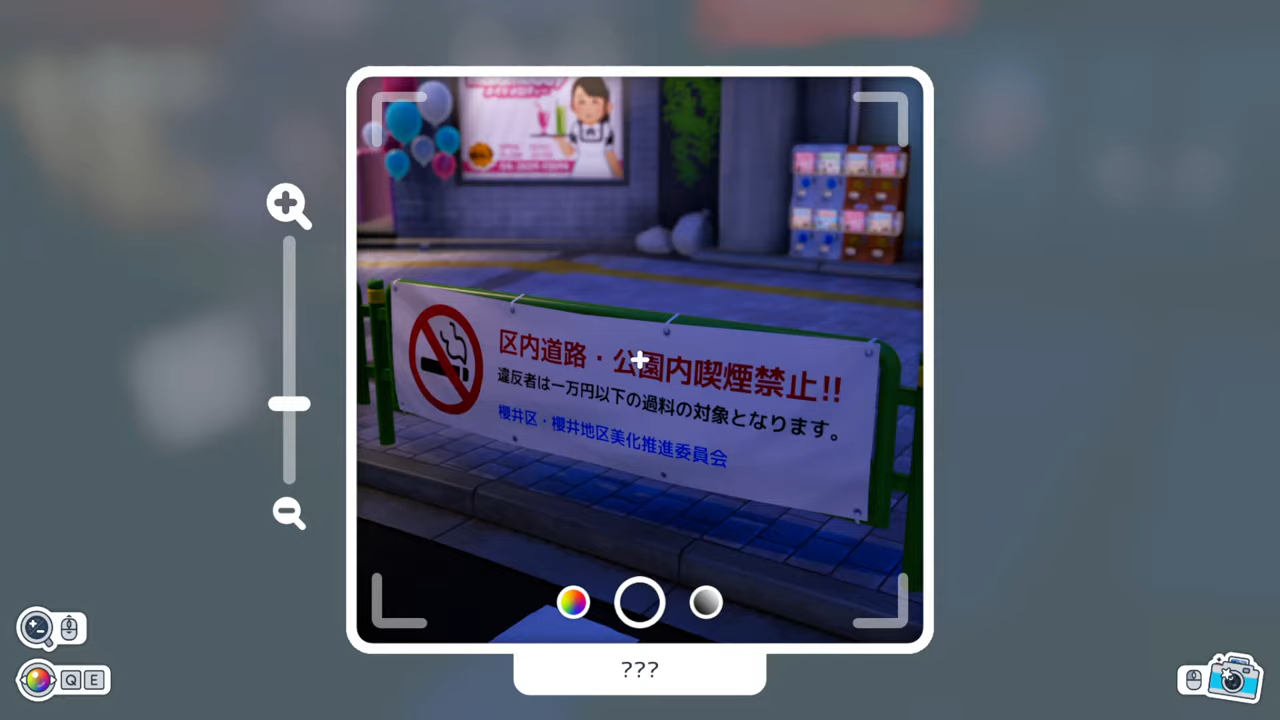 区内道路・公園内喫煙禁止!!
違反者は一万円以下の過料の対象となります。
櫻井区・櫻井地区美化推進委員会
???
Q E